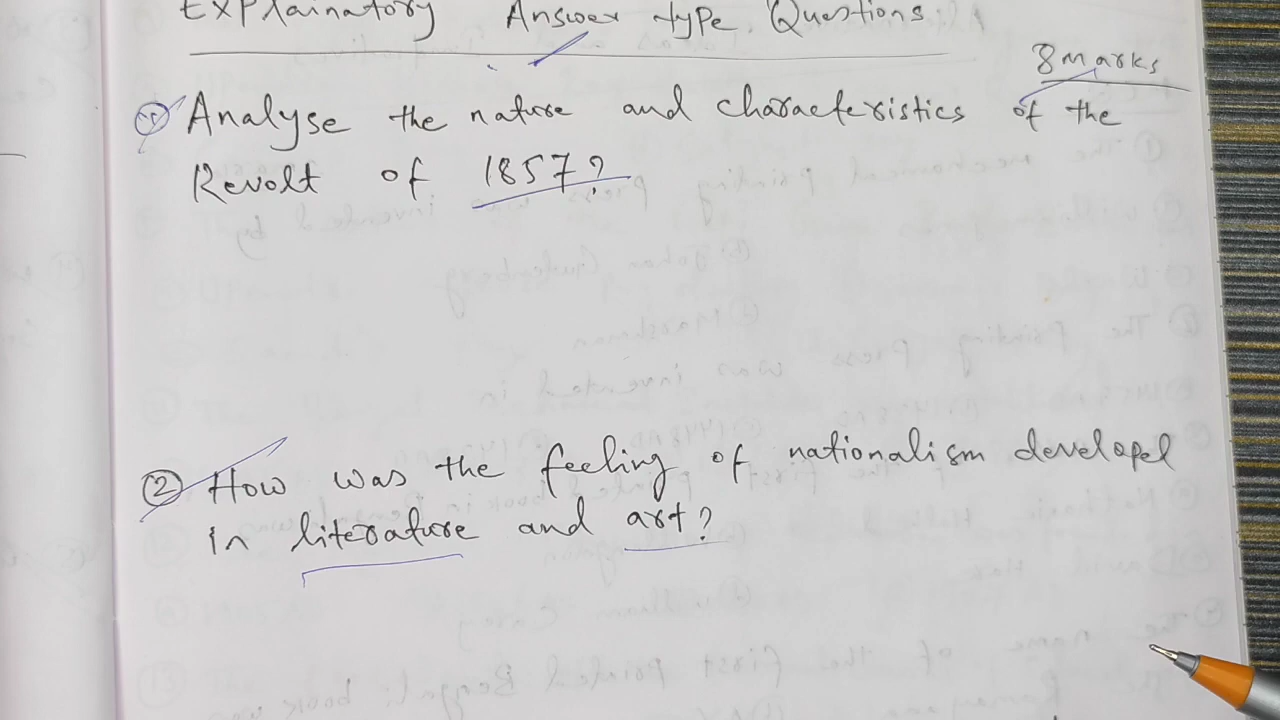 Explainatory Answer type Questions
8 marks
(1) Analyse the nature and characteristics of the
Revolt of 1857?
(2) How was the feeling of nationalism developed
in literature and art?